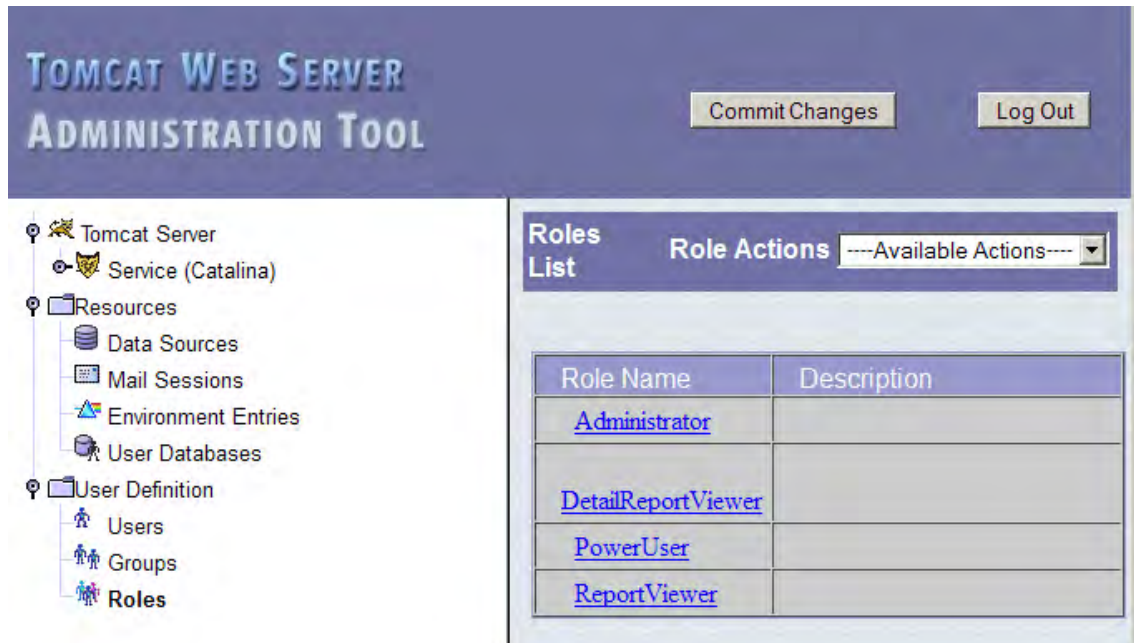 TOMCAT WEB SERVER
ADMINISTRATION TOOL
Commit Changes
Log Out
Tomcat Server
Service (Catalina)
Resources
Data Sources
Mail Sessions
Environment Entries
User Databases
User Definition
Users
Groups
Roles
Roles
List
Role Actions
----Available Actions----
Role Name
Description
Administrator
DetailReportViewer
PowerUser
ReportViewer